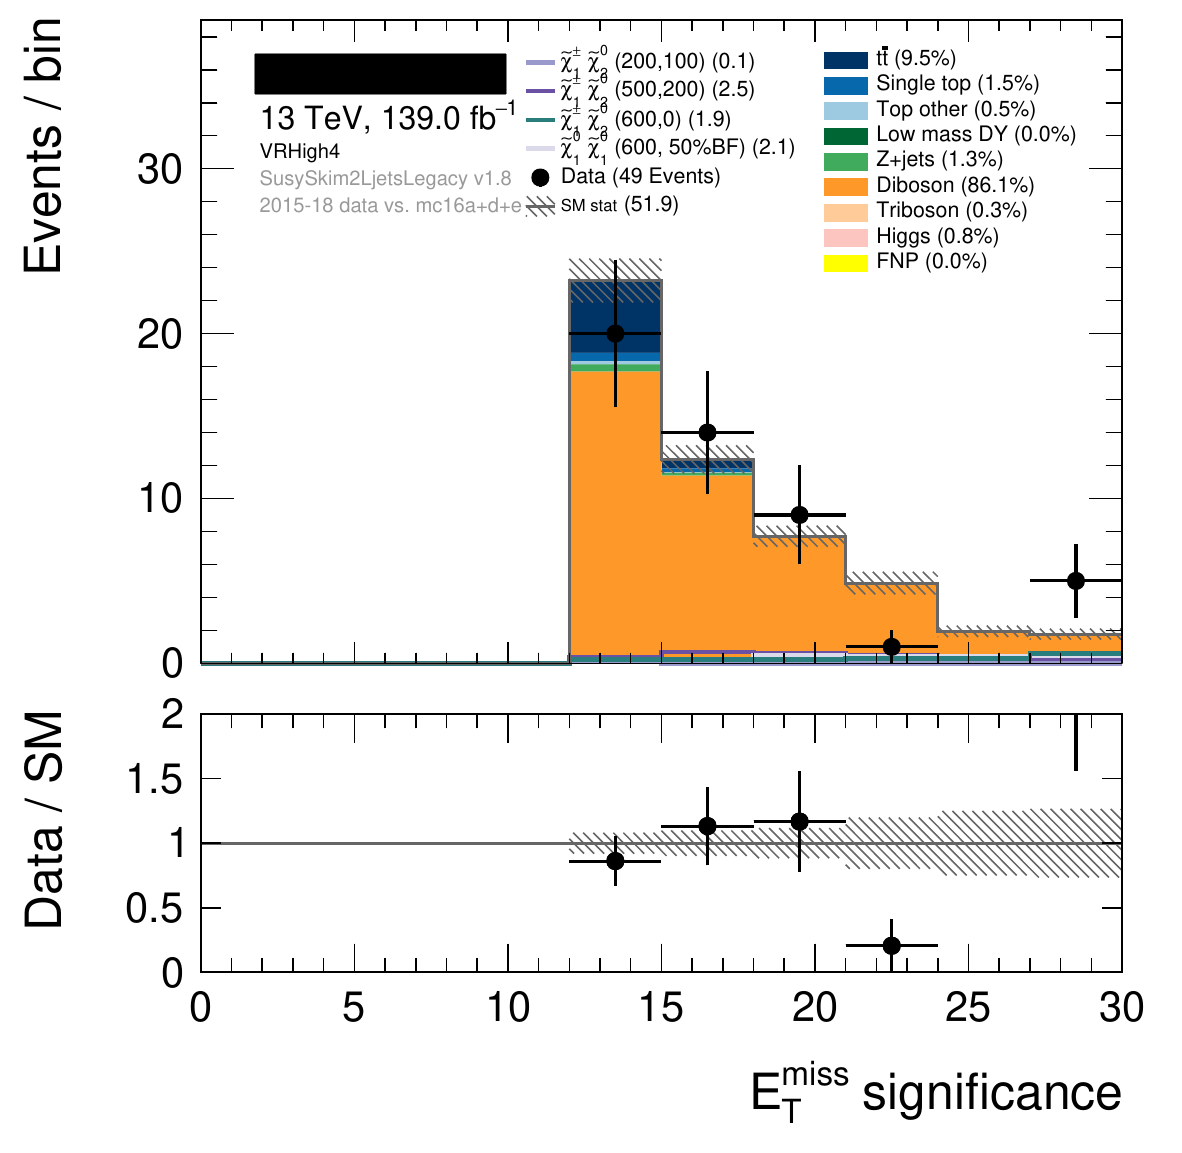 Events / bin
13 TeV, 139.0 fb⁻¹
VRHigh4
SusySkim2LjetsLegacy v1.8
2015-18 data vs. mc16a+d+e
χ̃₁± χ̃₂⁰ (200,100) (0.1)
χ̃₁± χ̃₂⁰ (500,200) (2.5)
χ̃₁± χ̃₂⁰ (600,0) (1.9)
χ̃₁⁰ χ̃₁⁰ (600, 50%BF) (2.1)
Data (49 Events)
SM stat (51.9)
tt̄ (9.5%)
Single top (1.5%)
Top other (0.5%)
Low mass DY (0.0%)
Z+jets (1.3%)
Diboson (86.1%)
Triboson (0.3%)
Higgs (0.8%)
FNP (0.0%)
30
20
10
0
Data / SM
2
1.5
1
0.5
0
0 5 10 15 20 25 30
E_T^miss significance